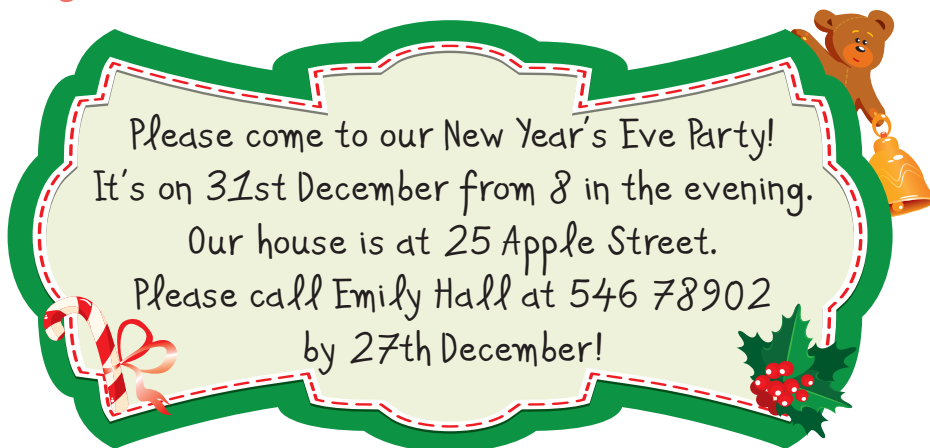 Please come to our New Year's Eve Party!
It's on 31st December from 8 in the evening.
Our house is at 25 Apple Street.
Please call Emily Hall at 546 78902
by 27th December!